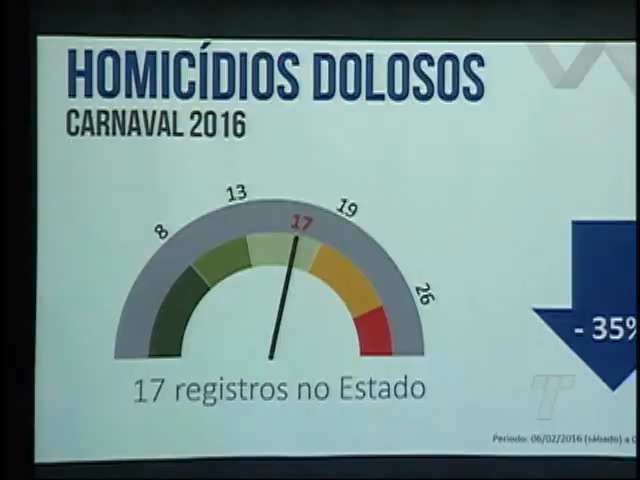 HOMICÍDIOS DOLOSOS
CARNAVAL 2016
8
13
17
19
26
- 35%
17 registros no Estado
T
Período: 06/02/2016 (sábado) a